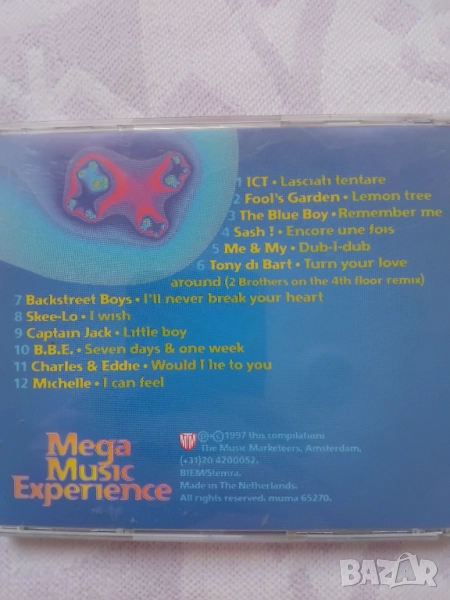 1 ICT • Lasciati tentare
2 Fool's Garden • Lemon tree
3 The Blue Boy • Remember me
4 Sash ! • Encore une fois
5 Me & My • Dub-I-dub
6 Tony di Bart • Turn your love
around (2 Brothers on the 4th floor remix)
7 Backstreet Boys • I'll never break your heart
8 Skee-Lo • I wish
9 Captain Jack • Little boy
10 B.B.E. • Seven days & one week
11 Charles & Eddie • Would I lie to you
12 Michelle • I can feel
Mega
Music
Experience
℗+©1997 this compilation:
The Music Marketeers, Amsterdam,
(+31)20 4200052.
BIEM/Stemra.
Made in The Netherlands.
All rights reserved. muma 65270.
bazar